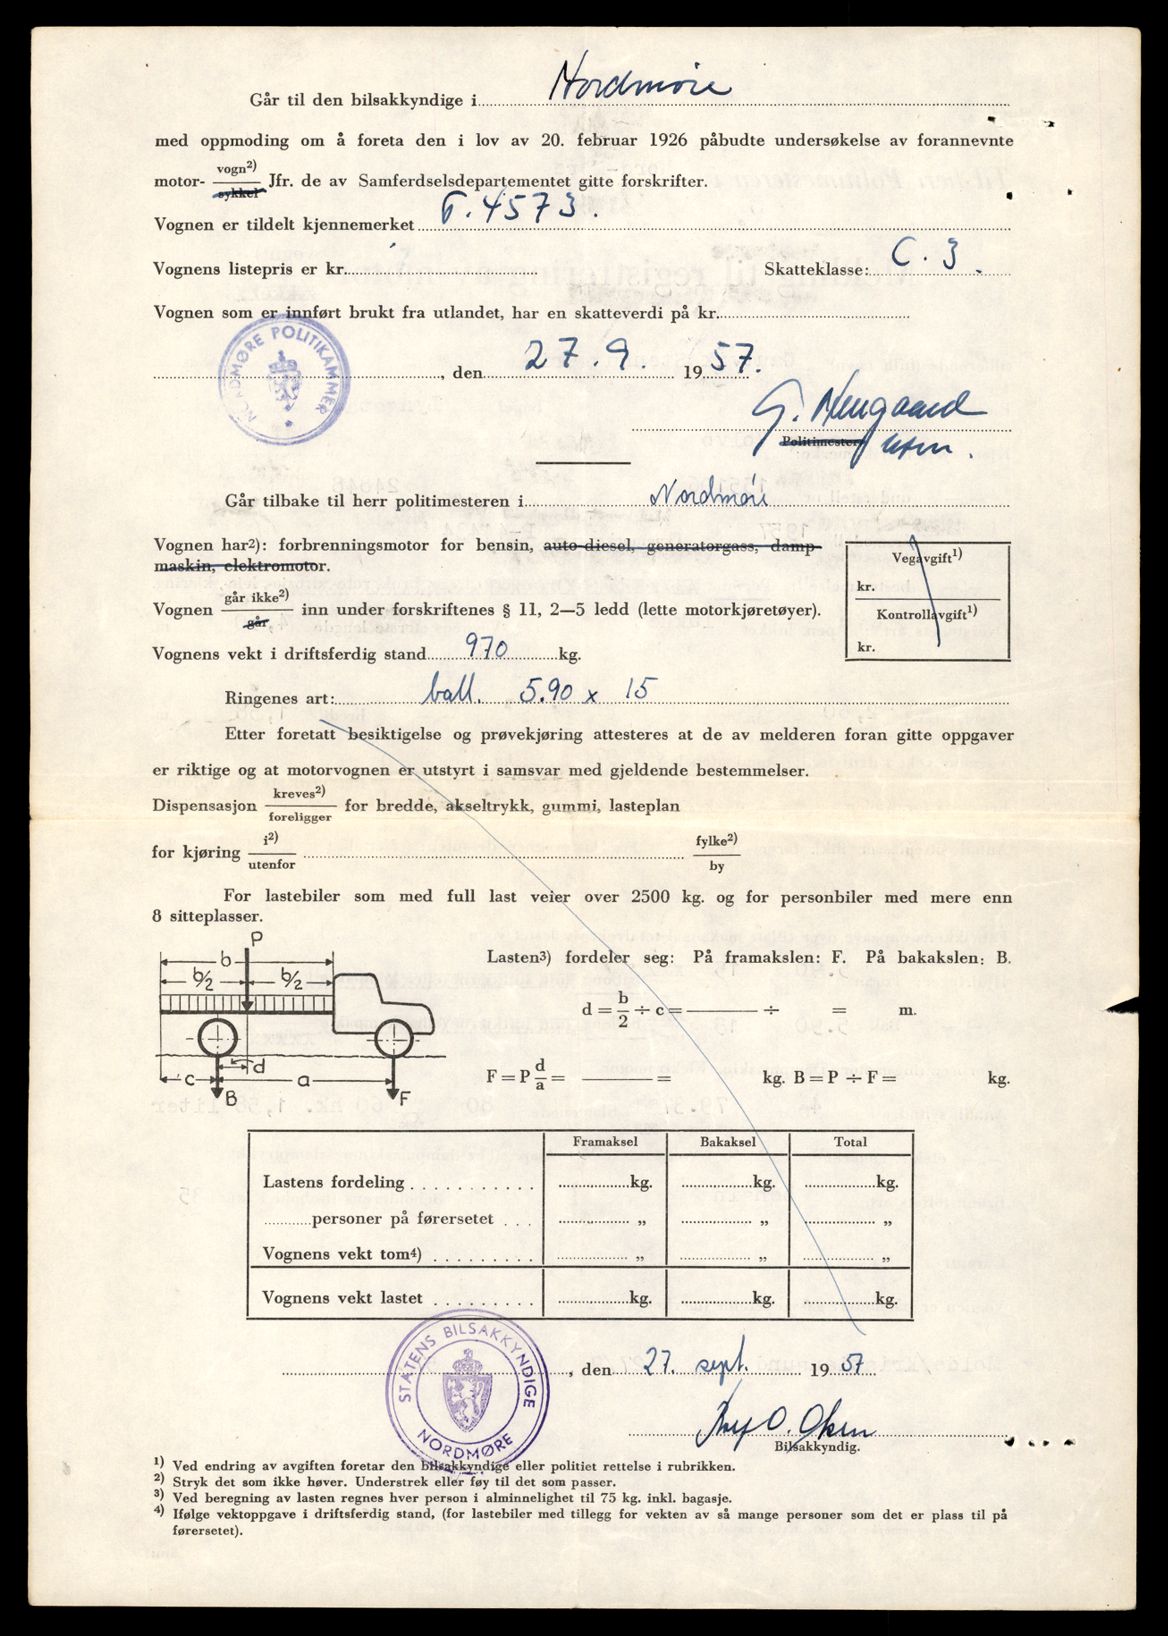 Går til den bilsakkyndige i Nordmøre
med oppmoding om å foreta den i lov av 20. februar 1926 påbudte undersøkelse av forannevnte
motor- vogn2) / sykkel Jfr. de av Samferdselsdepartementet gitte forskrifter.
Vognen er tildelt kjennemerket T. 4573.
Vognens listepris er kr. Skatteklasse: C. 3.
Vognen som er innført brukt fra utlandet, har en skatteverdi på kr.
NORDMØRE POLITIKAMMER
, den 27.9. 19 57.
G. Neugaard
Politimester
Går tilbake til herr politimesteren i Nordmøre
Vognen har2): forbrenningsmotor for bensin, auto-diesel, generatorgass, damp-
maskin, elektromotor.
Vegavgift1)
kr.
Kontrollavgift1)
kr.
Vognen går ikke2) / går inn under forskriftenes § 11, 2—5 ledd (lette motorkjøretøyer).
Vognens vekt i driftsferdig stand 970 kg.
Ringenes art: ball. 5.90 x 15
Etter foretatt besiktigelse og prøvekjøring attesteres at de av melderen foran gitte oppgaver
er riktige og at motorvognen er utstyrt i samsvar med gjeldende bestemmelser.
Dispensasjon kreves2) / foreligger for bredde, akseltrykk, gummi, lasteplan
for kjøring i2) / utenfor fylke2) / by
For lastebiler som med full last veier over 2500 kg. og for personbiler med mere enn
8 sitteplasser.
P
b
b/2 b/2
c d a
B F
Lasten3) fordeler seg: På framakslen: F. På bakakslen: B.
d = b/2 ÷ c = ÷ = m.
F = P d/a = = kg. B = P ÷ F = kg.
Framaksel Bakaksel Total
Lastens fordeling kg. kg. kg.
personer på førersetet „ „ „
Vognens vekt tom4) „ „ „
Vognens vekt lastet kg. kg. kg.
STATENS BILSAKKYNDIGE NORDMØRE
, den 27. sept. 19 57
O. Olsen
Bilsakkyndig.
1) Ved endring av avgiften foretar den bilsakkyndige eller politiet rettelse i rubrikken.
2) Stryk det som ikke høver. Understrek eller føy til det som passer.
3) Ved beregning av lasten regnes hver person i alminnelighet til 75 kg. inkl. bagasje.
4) Ifølge vektoppgave i driftsferdig stand, (for lastebiler med tillegg for vekten av så mange personer som det er plass til på
førersetet).